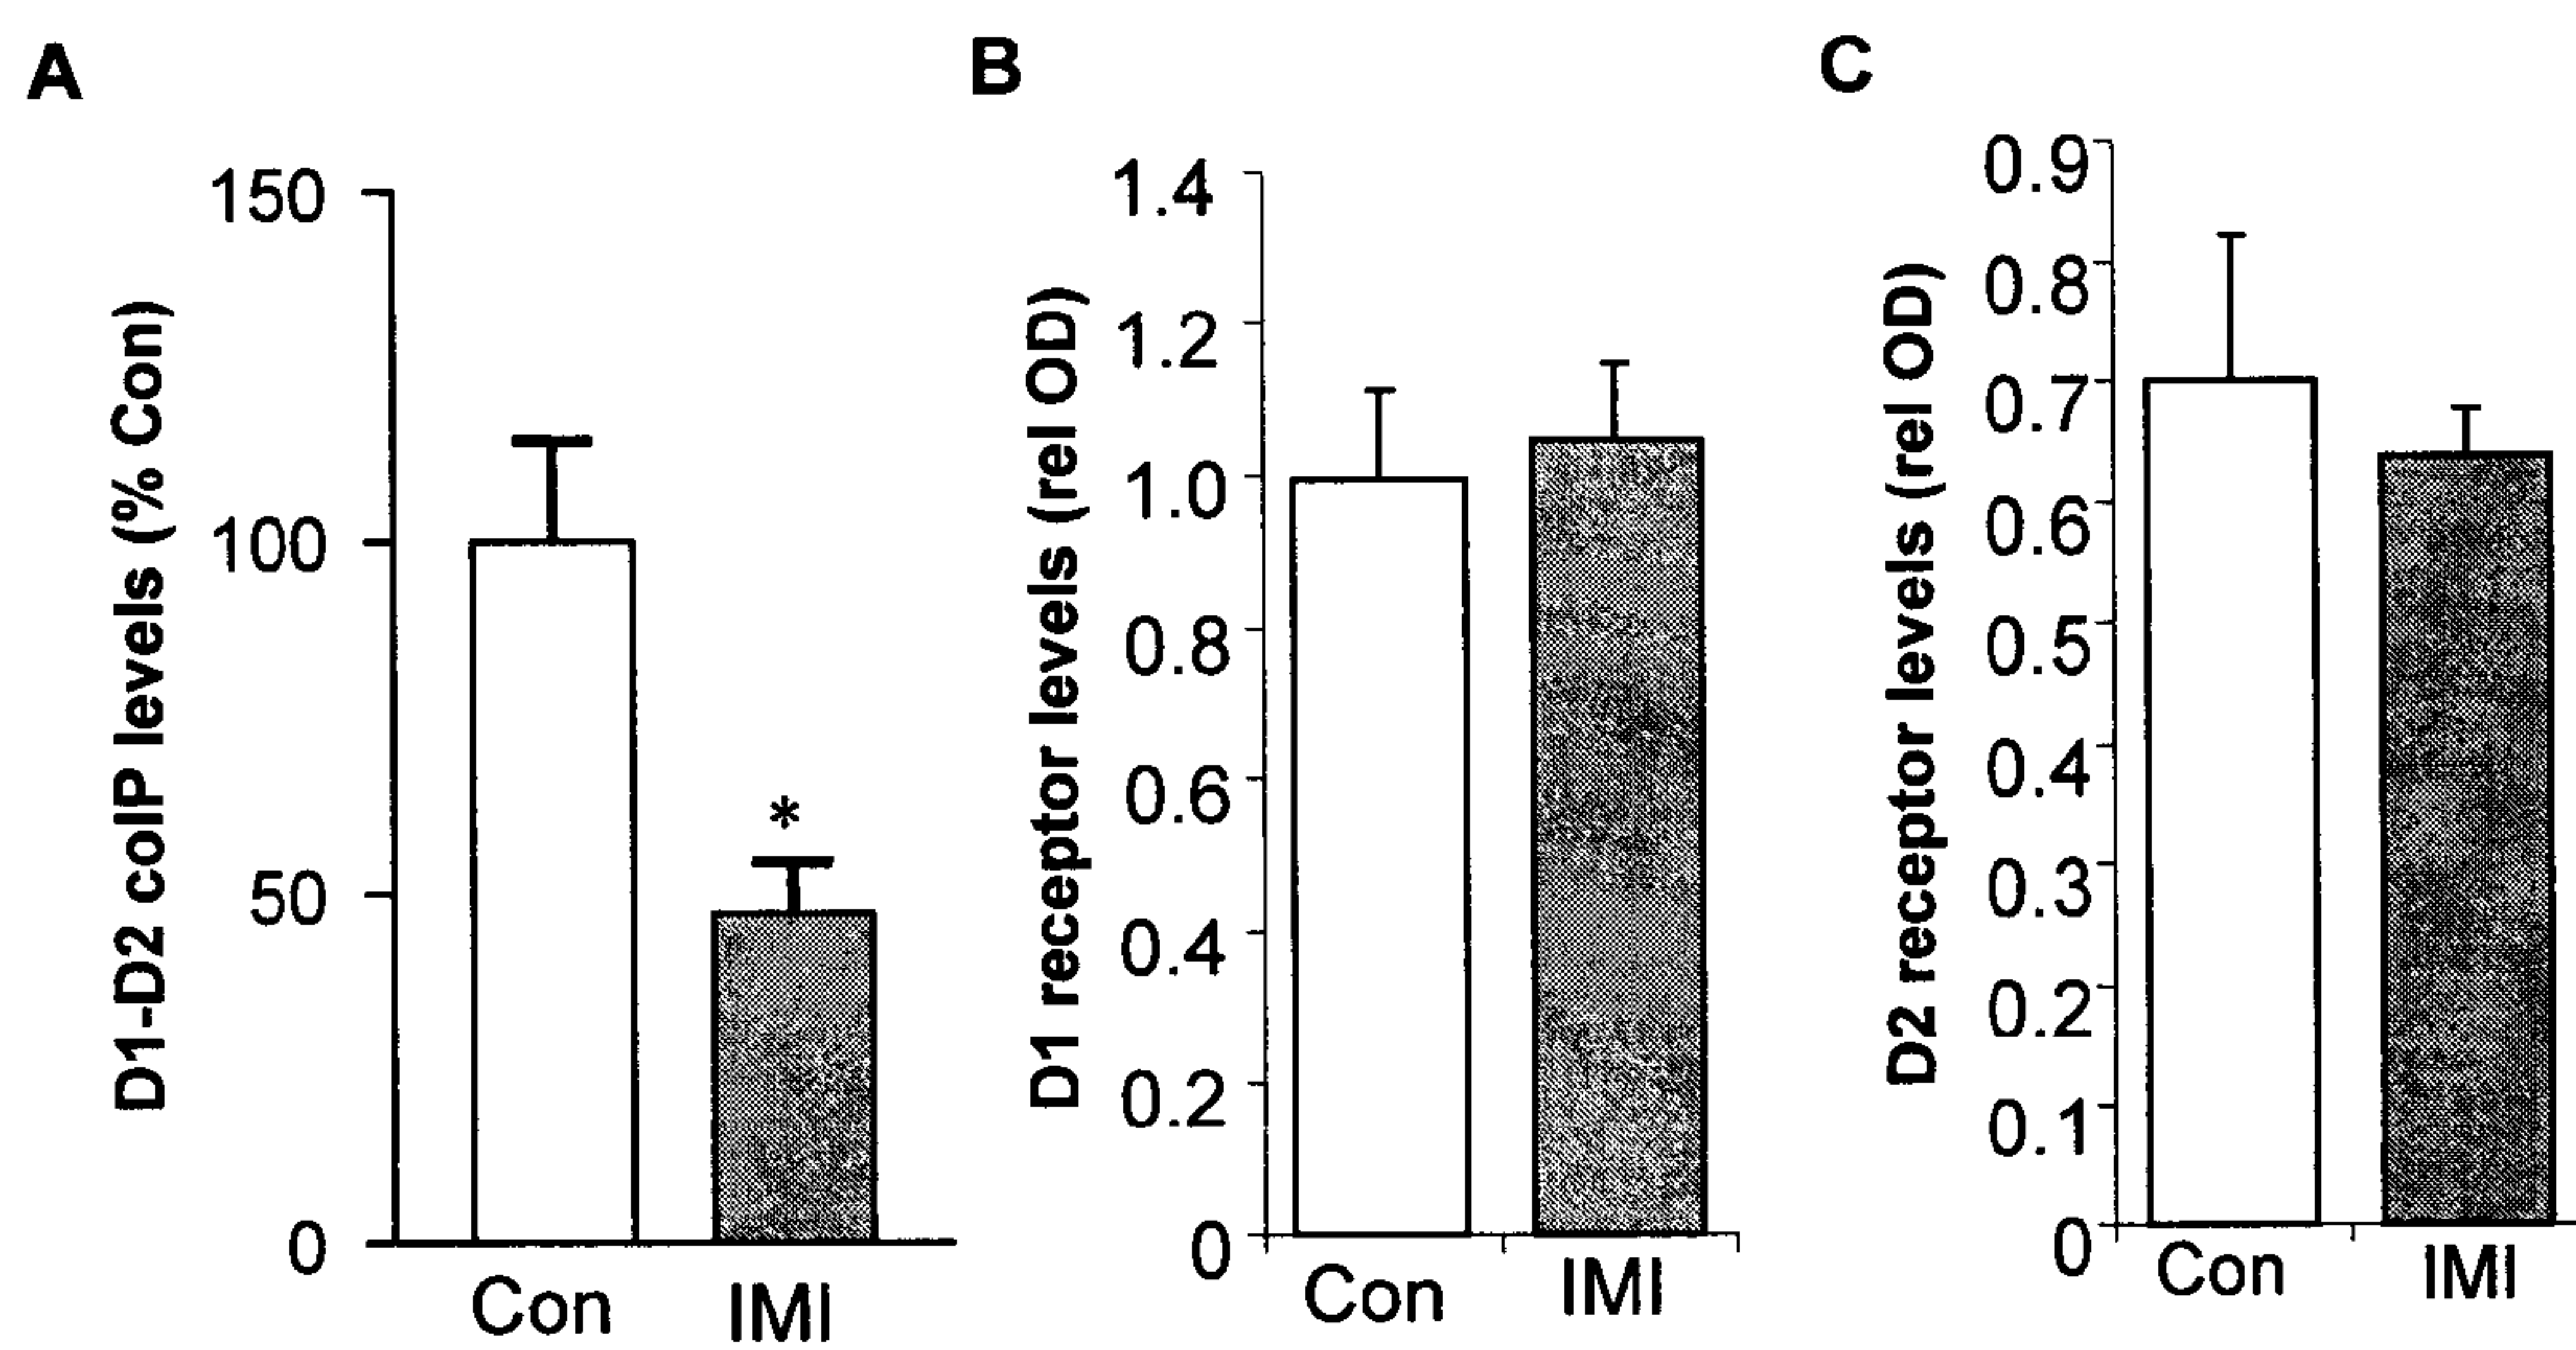 A
B
C
D1-D2 coIP levels (% Con)
150
100
50
0
*
Con
IMI
D1 receptor levels (rel OD)
1.4
1.2
1.0
0.8
0.6
0.4
0.2
0
Con
IMI
D2 receptor levels (rel OD)
0.9
0.8
0.7
0.6
0.5
0.4
0.3
0.2
0.1
0
Con
IMI